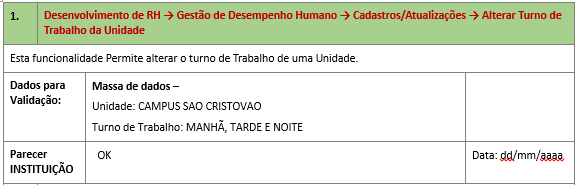 1. Desenvolvimento de RH → Gestão de Desempenho Humano → Cadastros/Atualizações → Alterar Turno de
Trabalho da Unidade
Esta funcionalidade Permite alterar o turno de Trabalho de uma Unidade.
Dados para Massa de dados –
Validação: Unidade: CAMPUS SAO CRISTOVAO
Turno de Trabalho: MANHÃ, TARDE E NOITE
Parecer OK Data: dd/mm/aaaa
INSTITUIÇÃO